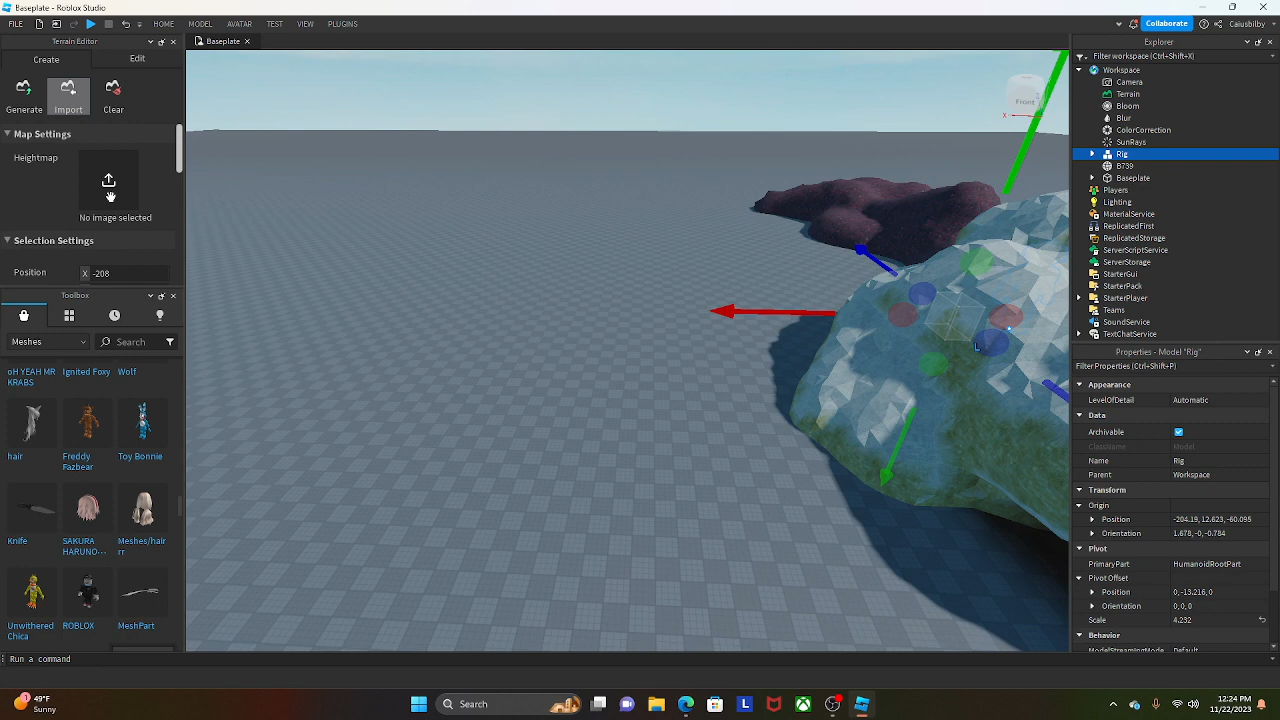 Baseplate - Roblox Studio
FILE HOME MODEL AVATAR TEST VIEW PLUGINS Collaborate Caiusbilby
Terrain Editor
Create Edit
Generate Import Clear
Map Settings
Heightmap
No image selected
Selection Settings
Position X -208
Toolbox
Meshes Search
oH YEAH MR KRABS
Ignited Foxy
Wolf
hair
Freddy Fazbear
Toy Bonnie
Knife
SAKURA HARUNO...
Meshes/hair rr
Unwithered Chica
ROBLOX
MeshPart
Baseplate
Front
X
Explorer
Filter workspace (Ctrl+Shift+X)
Workspace
Camera
Terrain
Bloom
Blur
ColorCorrection
SunRays
Rig
B739
Baseplate
Players
Lighting
MaterialService
ReplicatedFirst
ReplicatedStorage
ServerScriptService
ServerStorage
StarterGui
StarterPack
StarterPlayer
Teams
SoundService
TextChatService
Properties - Model "Rig"
Filter Properties (Ctrl+Shift+P)
Appearance
LevelOfDetail Automatic
Data
Archivable
ClassName Model
Name Rig
Parent Workspace
Transform
Origin
Position -204.19,12.623,-60.095
Orientation 1.678,-0,-0.784
Pivot
PrimaryPart HumanoidRootPart
Pivot Offset
Position 0,-13.216,0
Orientation 0,0,0
Scale 4.232
Behavior
ModelStreamingMode Default
Run a command
49°F
Sunny
Search
12:24 PM
11/22/2023